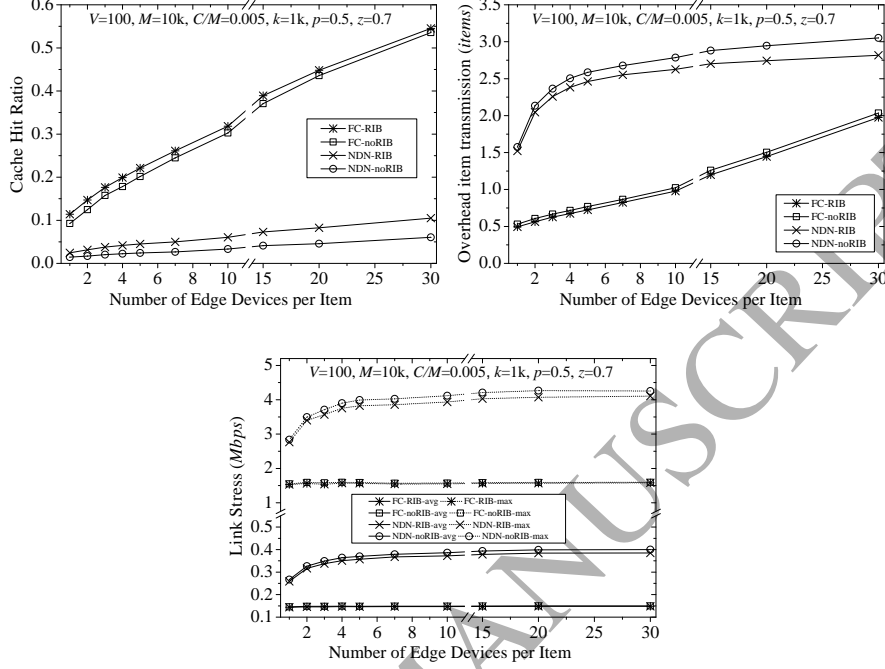 V=100, M=10k, C/M=0.005, k=1k, p=0.5, z=0.7
Cache Hit Ratio
0.6
0.5
0.4
0.3
0.2
0.1
0.0
FC-RIB
FC-noRIB
NDN-RIB
NDN-noRIB
2 4 6 8 10 15 20 25 30
Number of Edge Devices per Item
V=100, M=10k, C/M=0.005, k=1k, p=0.5, z=0.7
Overhead item transmission (items)
3.5
3.0
2.5
2.0
1.5
1.0
0.5
0.0
FC-RIB
FC-noRIB
NDN-RIB
NDN-noRIB
2 4 6 8 10 15 20 25 30
Number of Edge Devices per Item
V=100, M=10k, C/M=0.005, k=1k, p=0.5, z=0.7
Link Stress (Mbps)
5
4
3
2
1
0.4
0.3
0.2
0.1
FC-RIB-avg FC-RIB-max
FC-noRIB-avg FC-noRIB-max
NDN-RIB-avg NDN-RIB-max
NDN-noRIB-avg NDN-noRIB-max
2 4 6 8 10 15 20 25 30
Number of Edge Devices per Item
ANUSCRIP